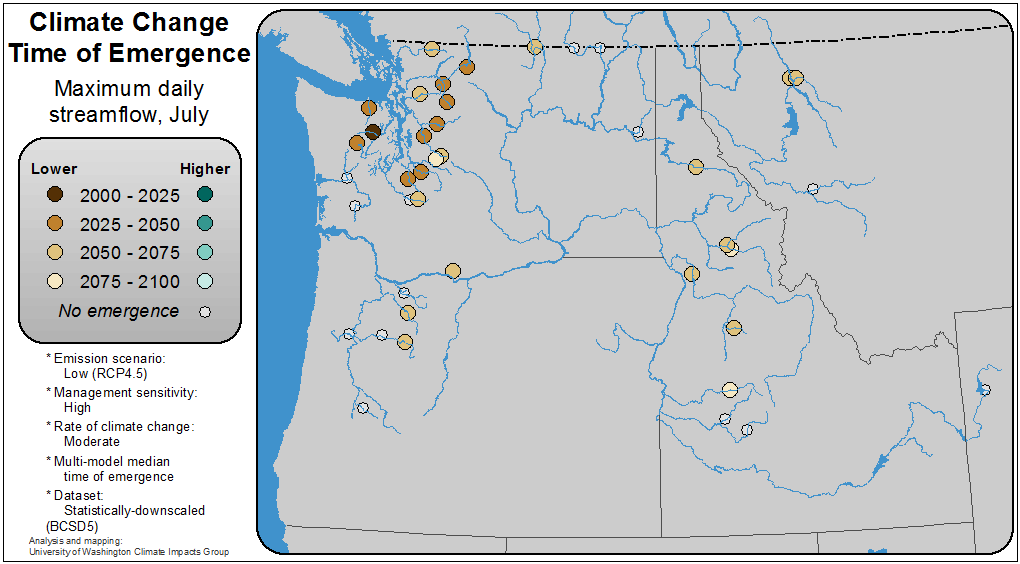 Climate Change
Time of Emergence
Maximum daily
streamflow, July
Lower Higher
2000 - 2025
2025 - 2050
2050 - 2075
2075 - 2100
No emergence
* Emission scenario:
Low (RCP4.5)
* Management sensitivity:
High
* Rate of climate change:
Moderate
* Multi-model median
time of emergence
* Dataset:
Statistically-downscaled
(BCSD5)
Analysis and mapping:
University of Washington Climate Impacts Group